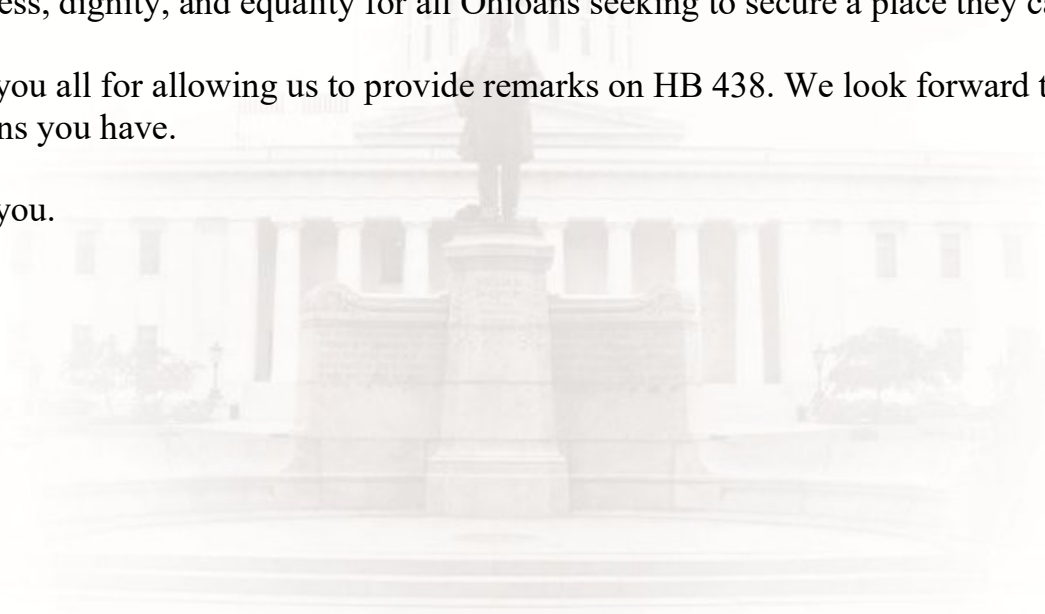 ess, dignity, and equality for all Ohioans seeking to secure a place they ca
you all for allowing us to provide remarks on HB 438. We look forward t
ns you have.
you.